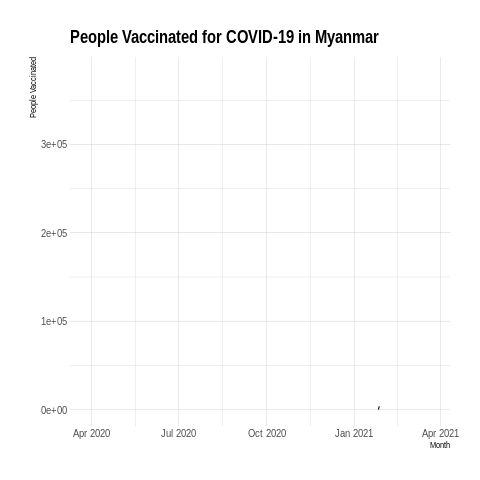 People Vaccinated for COVID-19 in Myanmar
People Vaccinated
3e+05
2e+05
1e+05
0e+00
Apr 2020 Jul 2020 Oct 2020 Jan 2021 Apr 2021
Month